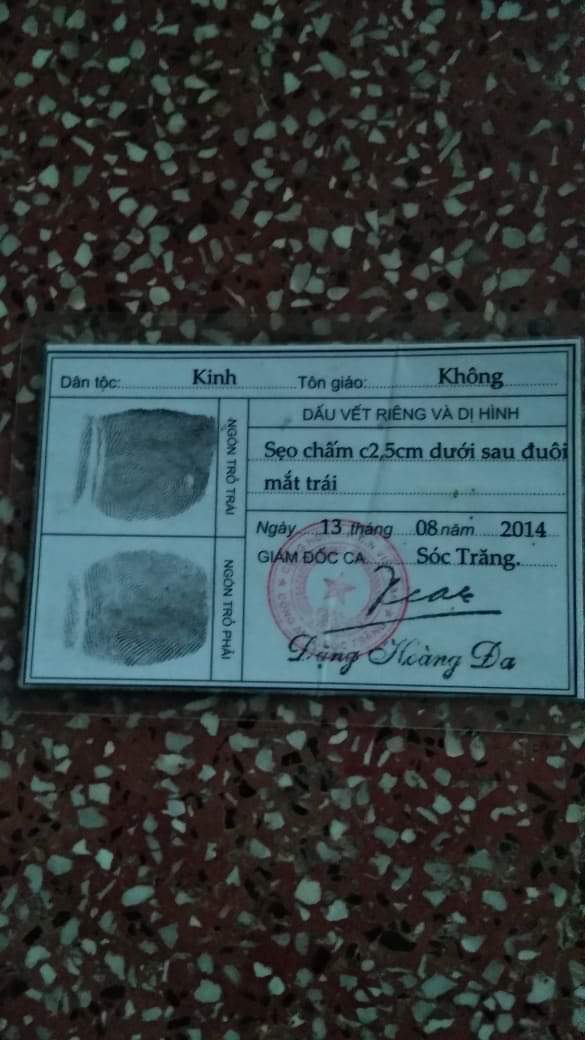 Dân tộc: Kinh Tôn giáo: Không
DẤU VẾT RIÊNG VÀ DỊ HÌNH
NGÓN TRỎ TRÁI
Sẹo chấm c2,5cm dưới sau đuôi
mắt trái
Ngày 13 tháng 08 năm 2014
GIÁM ĐỐC CA Sóc Trăng.
NGÓN TRỎ PHẢI
Đặng Hoàng Đa